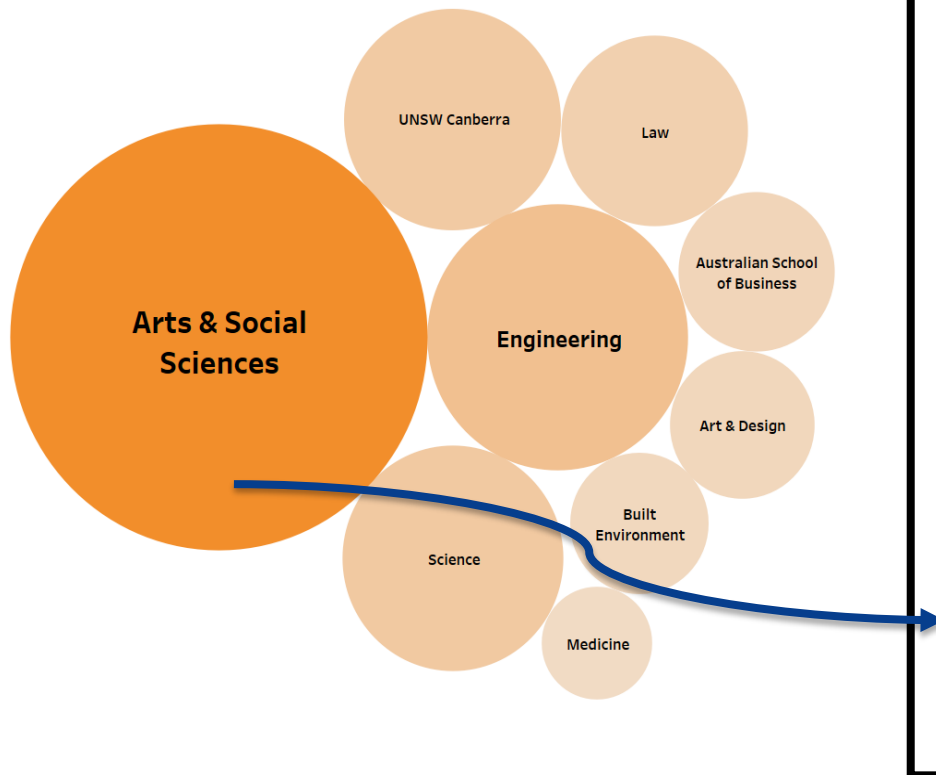 UNSW Canberra
Law
Australian School
of Business
Arts & Social
Sciences
Engineering
Art & Design
Built
Environment
Science
Medicine